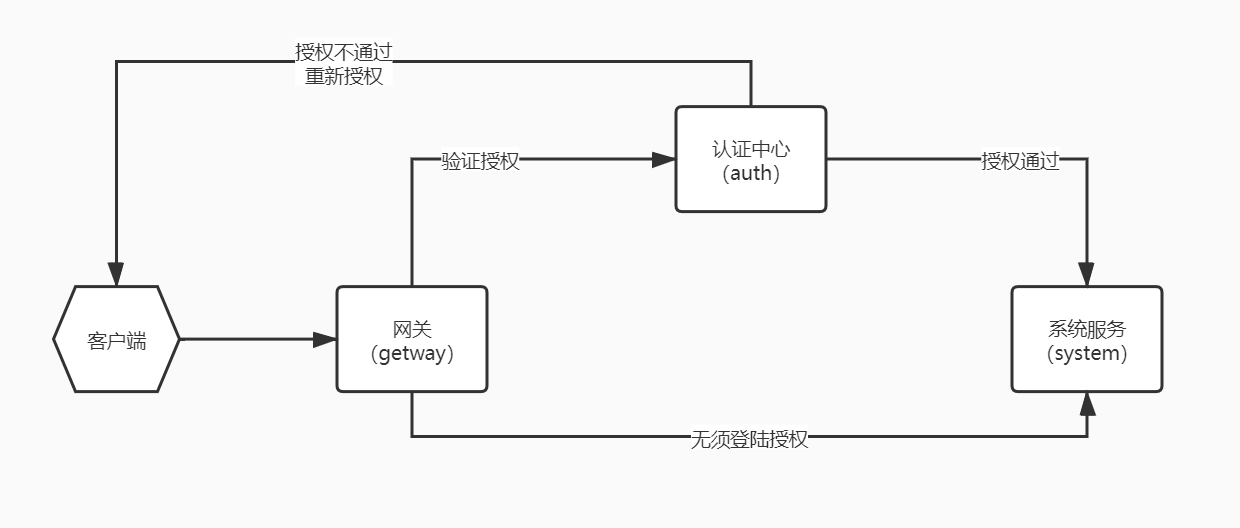 授权不通过
重新授权
认证中心
（auth）
验证授权
授权通过
客户端
网关
（getway）
系统服务
（system）
无须登陆授权